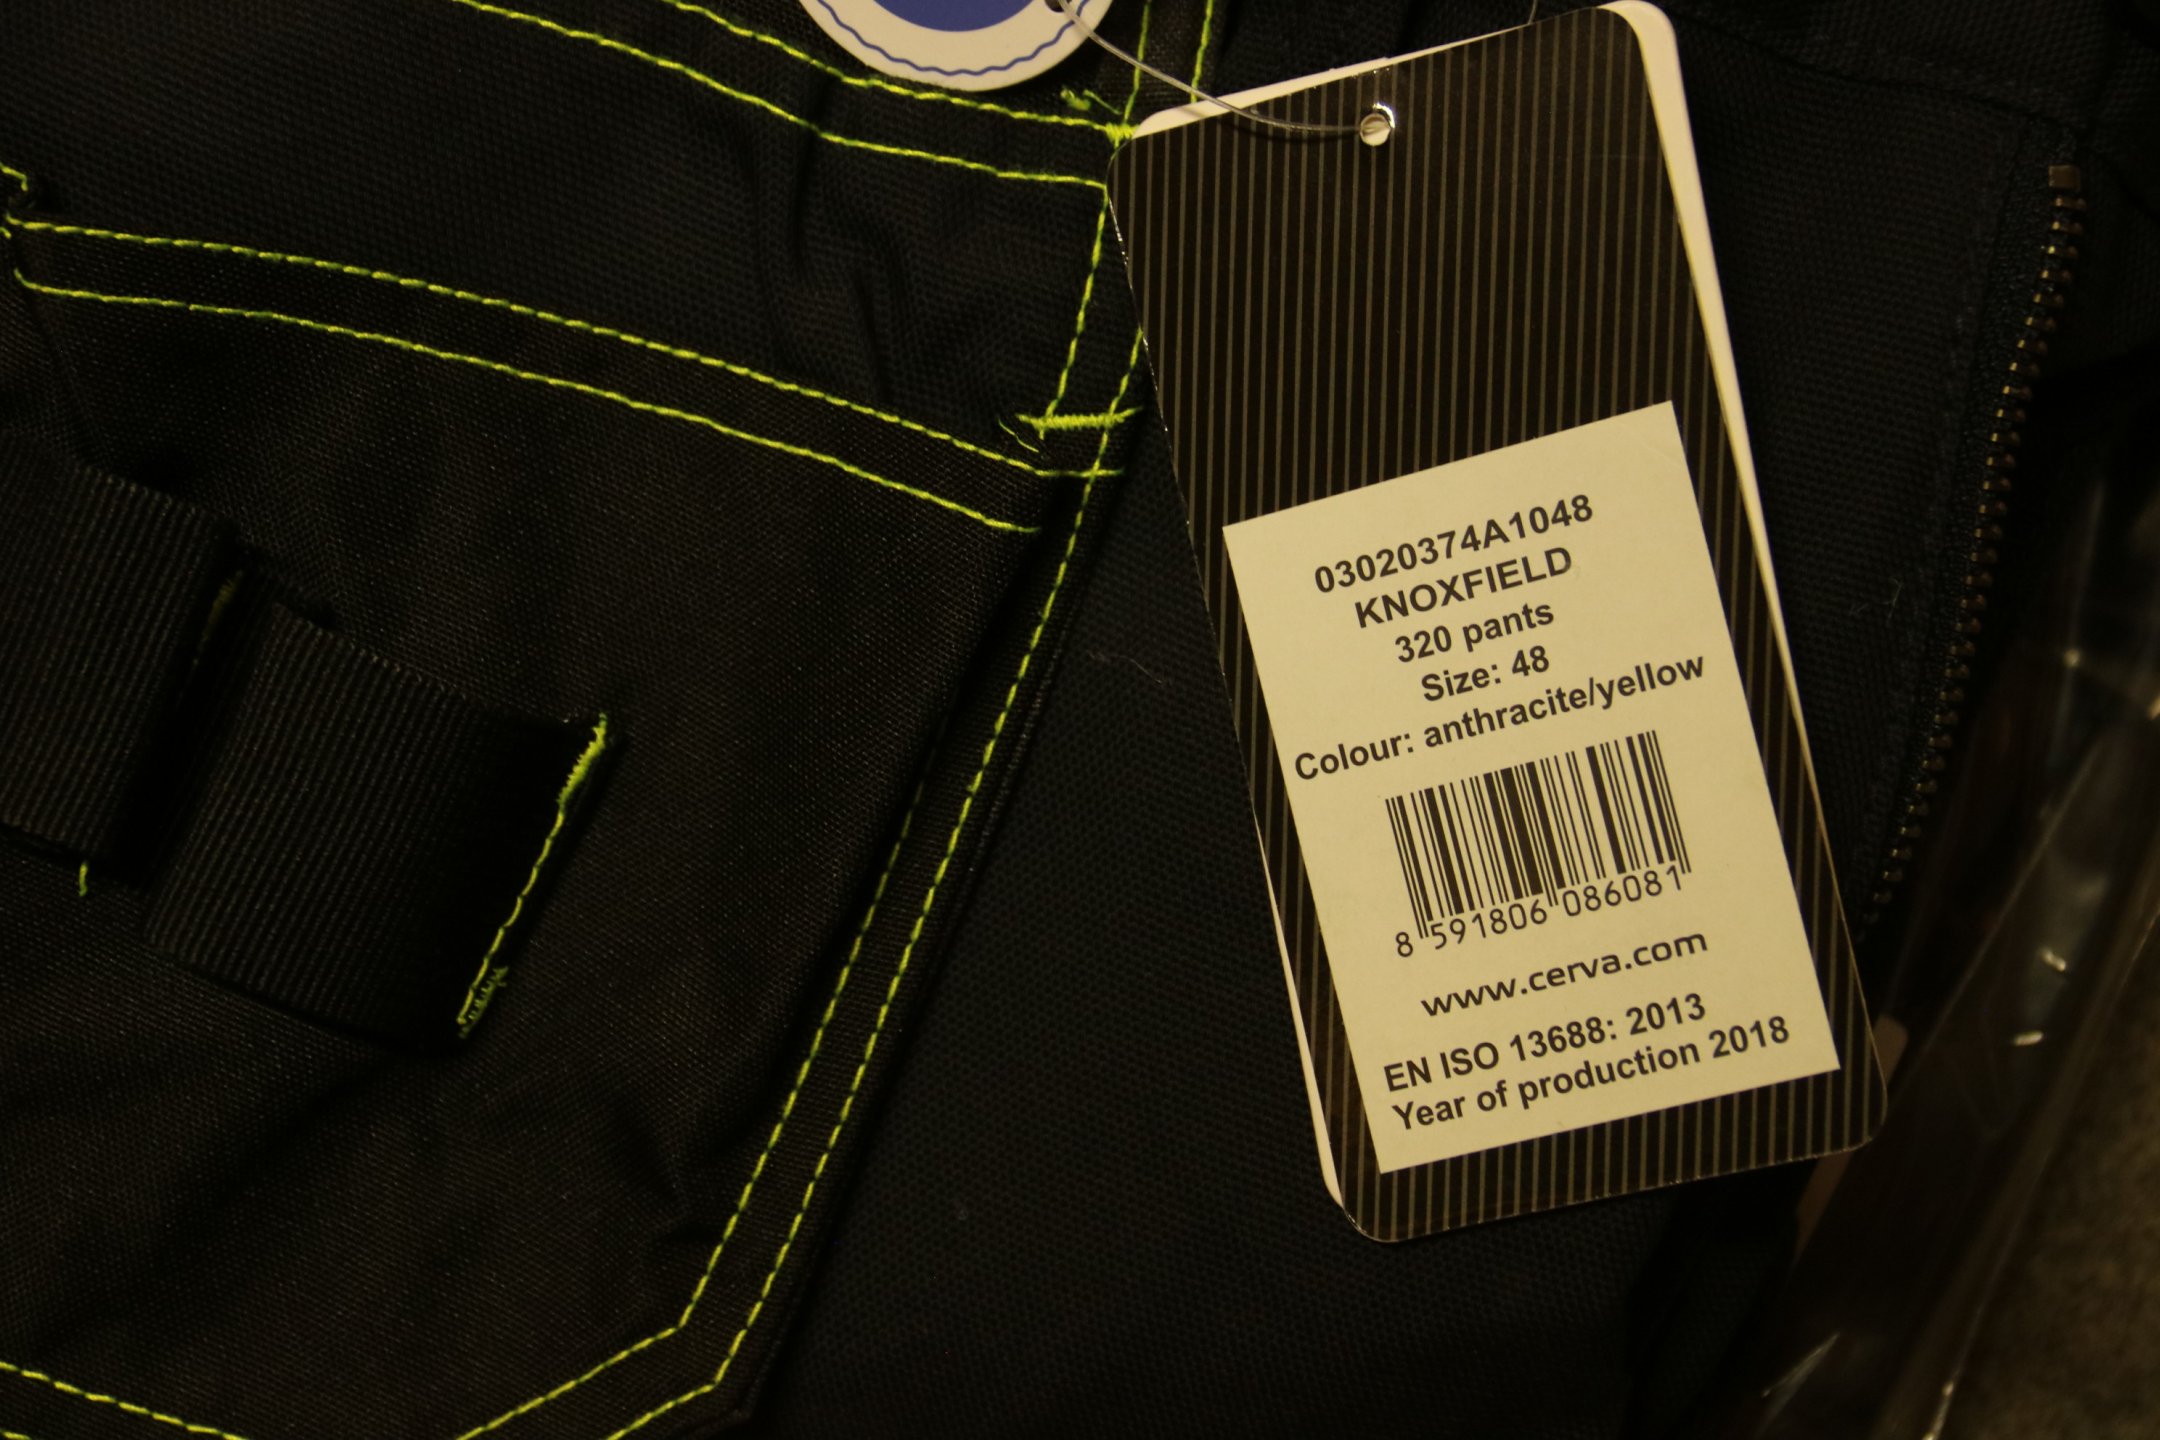 03020374A1048
KNOXFIELD
320 pants
Size: 48
Colour: anthracite/yellow
8 591806 086081
www.cerva.com
EN ISO 13688: 2013
Year of production 2018